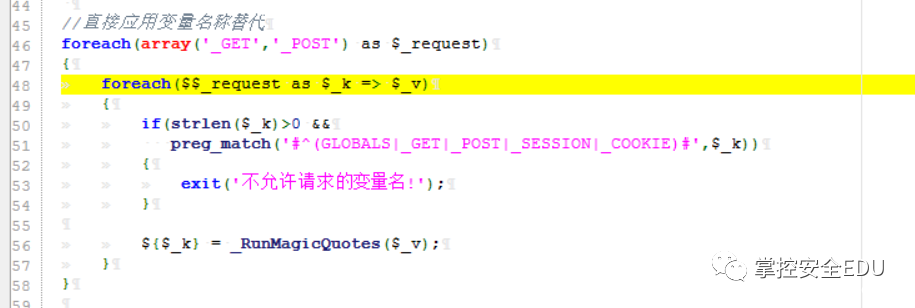 44
45 //直接应用变量名称替代
46 foreach(array('_GET','_POST') as $_request)
47 {
48 foreach($$_request as $_k => $_v)
49 {
50 if(strlen($_k)>0 &&
51 preg_match('#^(GLOBALS|_GET|_POST|_SESSION|_COOKIE)#',$_k))
52 {
53 exit('不允许请求的变量名!');
54 }
55
56 ${$_k} = _RunMagicQuotes($_v);
57 }
58 }
59
掌控安全EDU